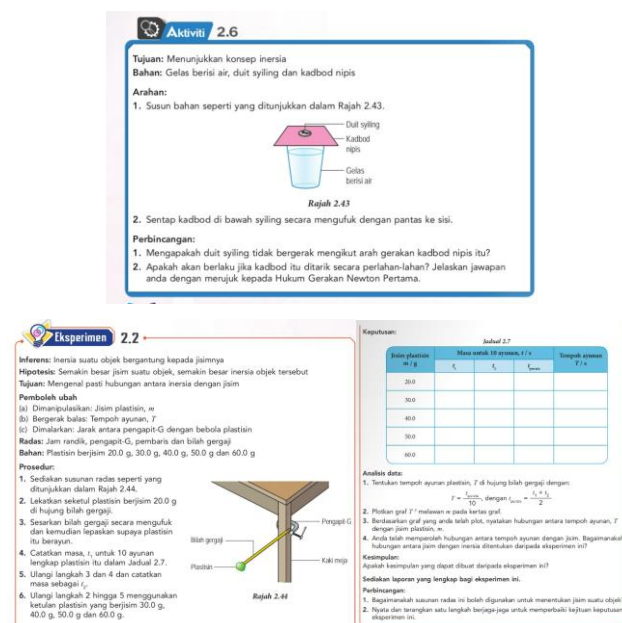 Aktiviti 2.6
Tujuan: Menunjukkan konsep inersia
Bahan: Gelas berisi air, duit syiling dan kadbod nipis
Arahan:
1. Susun bahan seperti yang ditunjukkan dalam Rajah 2.43.
Duit syiling
Kadbod
nipis
Gelas
berisi air
Rajah 2.43
2. Sentap kadbod di bawah syiling secara mengufuk dengan pantas ke sisi.
Perbincangan:
1. Mengapakah duit syiling tidak bergerak mengikut arah gerakan kadbod nipis itu?
2. Apakah akan berlaku jika kadbod itu ditarik secara perlahan-lahan? Jelaskan jawapan
anda dengan merujuk kepada Hukum Gerakan Newton Pertama.
Eksperimen 2.2
Inferens: Inersia suatu objek bergantung kepada jisimnya
Hipotesis: Semakin besar jisim suatu objek, semakin besar inersia objek tersebut
Tujuan: Mengenal pasti hubungan antara inersia dengan jisim
Pemboleh ubah
(a) Dimanipulasikan: Jisim plastisin, m
(b) Bergerak balas: Tempoh ayunan, T
(c) Dimalarkan: Jarak antara pengapit-G dengan bebola plastisin
Radas: Jam randik, pengapit-G, pembaris dan bilah gergaji
Bahan: Plastisin berjisim 20.0 g, 30.0 g, 40.0 g, 50.0 g dan 60.0 g
Prosedur:
1. Sediakan susunan radas seperti yang
ditunjukkan dalam Rajah 2.44.
2. Lekatkan seketul plastisin berjisim 20.0 g
di hujung bilah gergaji.
3. Sesarkan bilah gergaji secara mengufuk
dan kemudian lepaskan supaya plastisin
itu berayun.
4. Catatkan masa, t₁ untuk 10 ayunan
lengkap plastisin itu dalam Jadual 2.7.
5. Ulangi langkah 3 dan 4 dan catatkan
masa sebagai t₂.
6. Ulangi langkah 2 hingga 5 menggunakan
ketulan plastisin yang berjisim 30.0 g,
40.0 g, 50.0 g dan 60.0 g.
Pengapit-G
Bilah gergaji
Plastisin
Kaki meja
Rajah 2.44
Keputusan:
Jadual 2.7
Jisim plastisin m / g
Masa untuk 10 ayunan, t / s
Tempoh ayunan T / s
t₁ t₂ t purata
20.0
30.0
40.0
50.0
60.0
Analisis data:
1. Tentukan tempoh ayunan plastisin, T di hujung bilah gergaji dengan:
T = t purata / 10, dengan t purata = t₁ + t₂ / 2
2. Plotkan graf T² melawan m pada kertas graf.
3. Berdasarkan graf yang anda telah plot, nyatakan hubungan antara tempoh ayunan, T
dengan jisim plastisin, m.
4. Anda telah memperoleh hubungan antara tempoh ayunan dengan jisim.
hubungan antara jisim dengan inersia ditentukan daripada eksperimen ini?
Kesimpulan:
Apakah kesimpulan yang dapat dibuat daripada eksperimen ini?
Sediakan laporan yang lengkap bagi eksperimen ini.
Perbincangan:
1. Bagaimanakah susunan radas ini boleh digunakan untuk menentukan jisim suatu objek
2. Nyata dan terangkan satu langkah berjaga-jaga untuk memperbaiki kejituan keputusan
eksperimen ini.